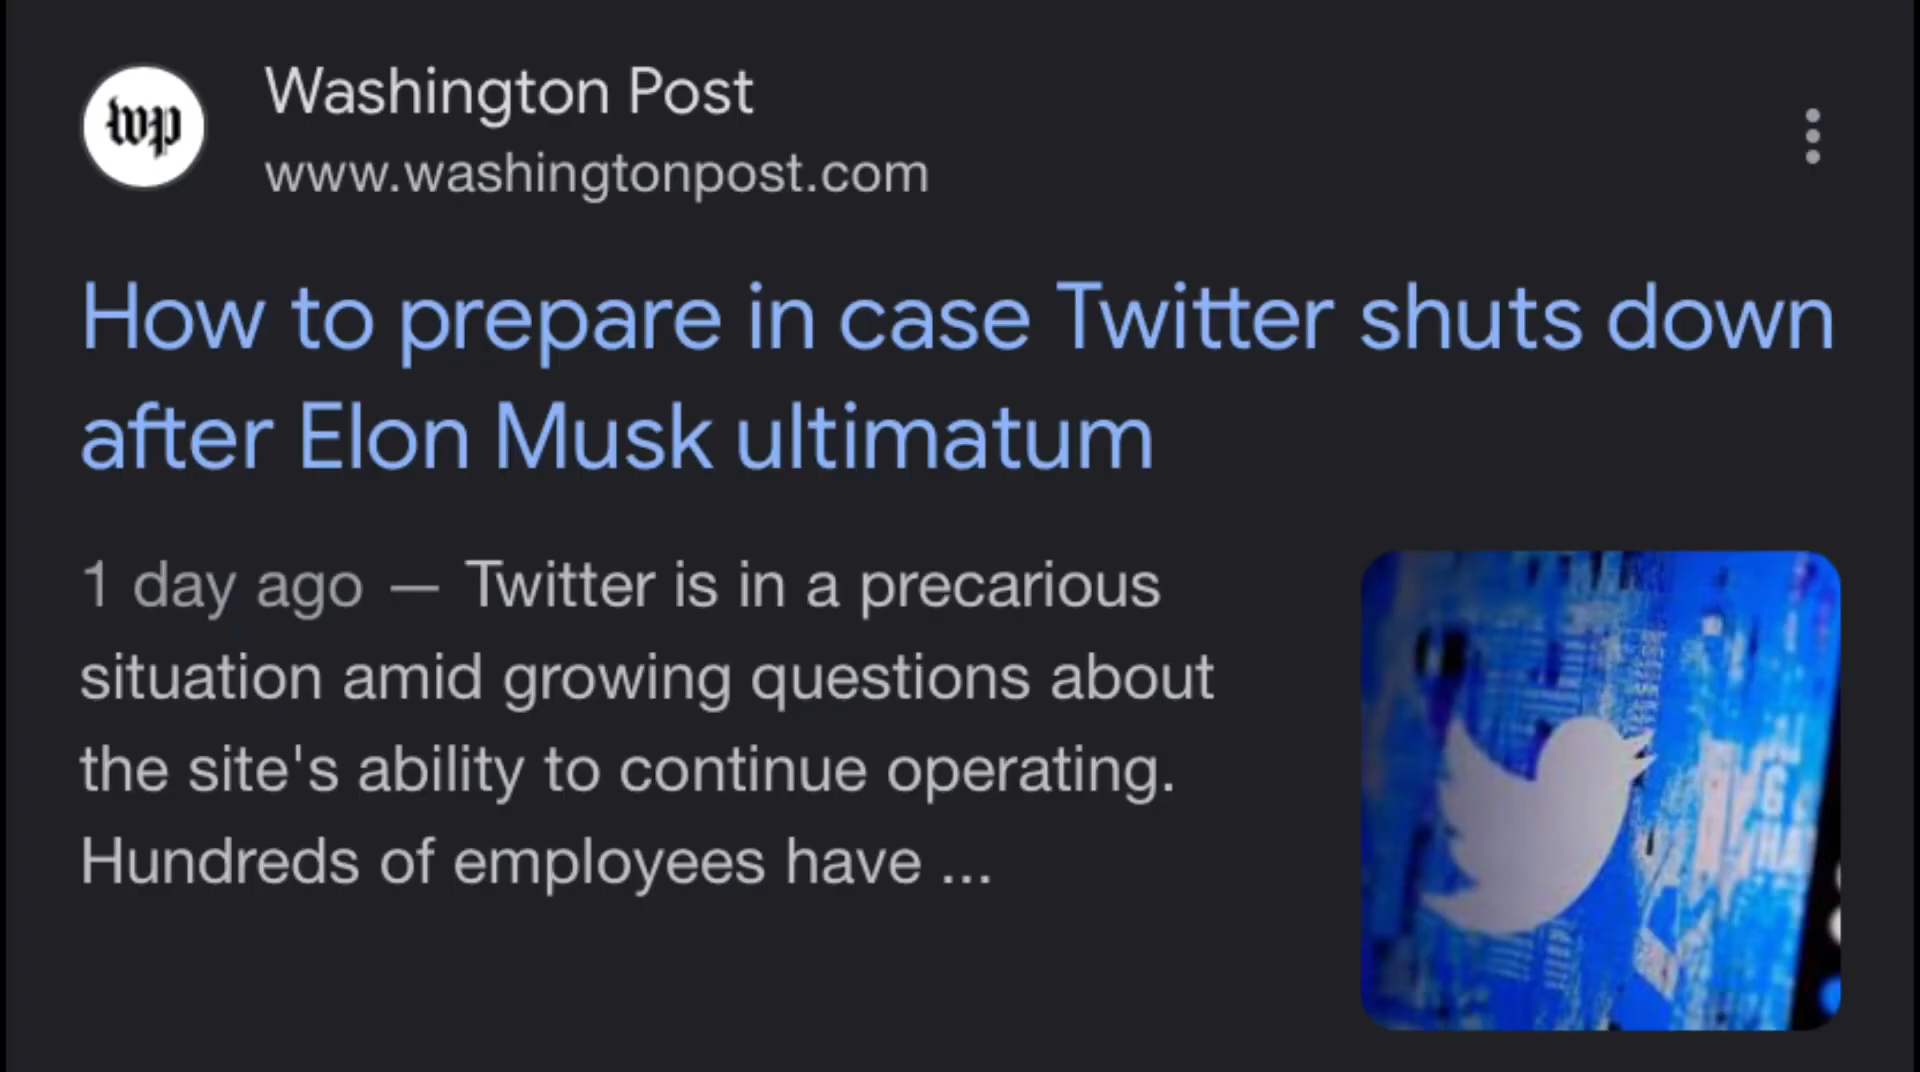 wp
Washington Post
www.washingtonpost.com
How to prepare in case Twitter shuts down
after Elon Musk ultimatum
1 day ago — Twitter is in a precarious
situation amid growing questions about
the site's ability to continue operating.
Hundreds of employees have ...